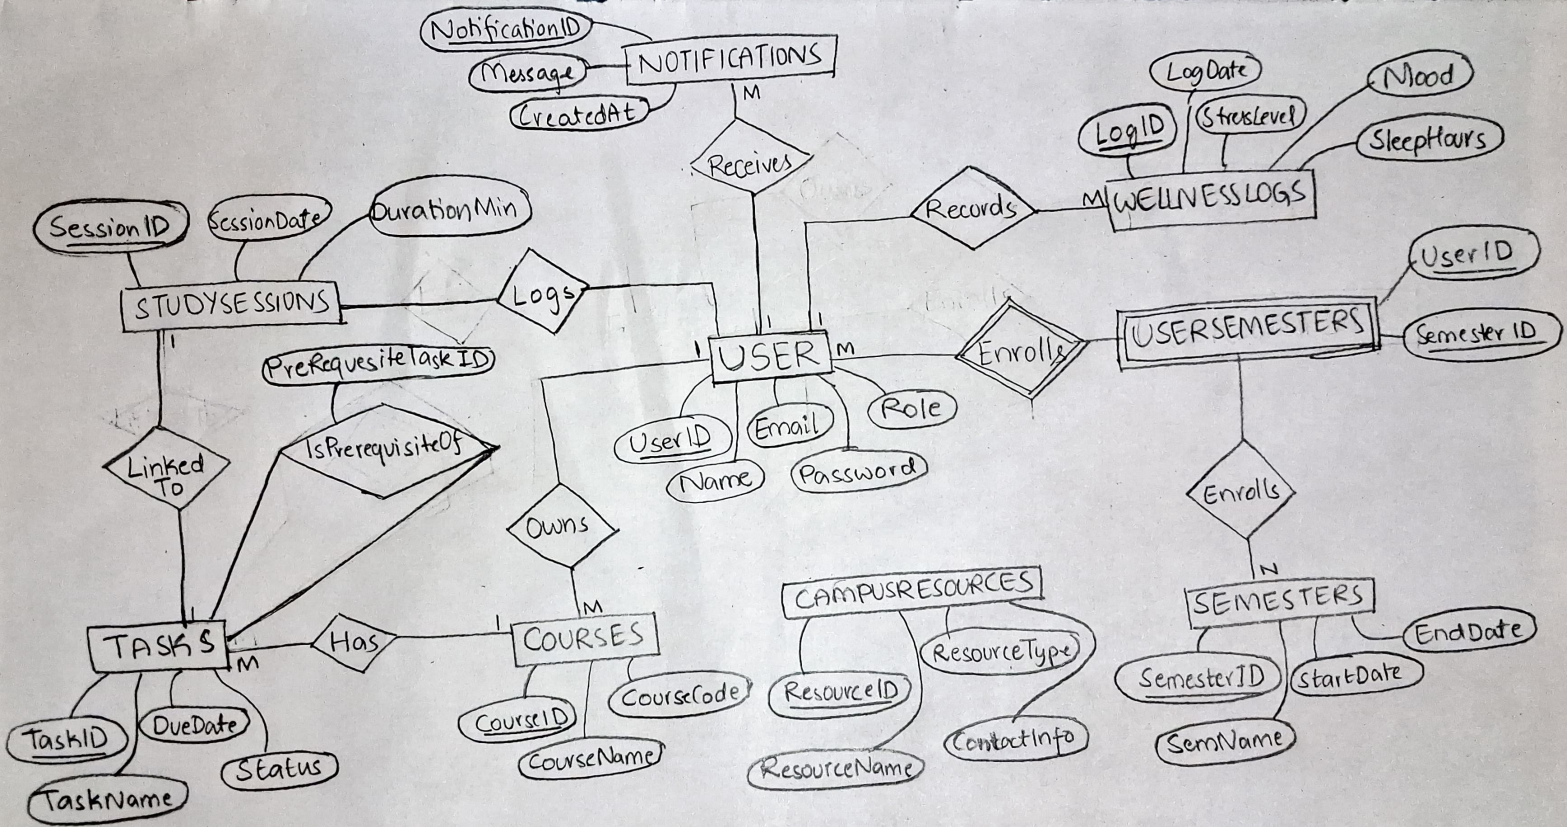 NotificationID
NOTIFICATIONS
Message
CreatedAt
M
Receives
LogDate
Mood
LogID
StressLevel
SleepHours
Records
M
WELLNESSLOGS
SessionID
SessionDate
DurationMin
STUDYSESSIONS
Logs
1
1
1
1
USER
M
Enrolls
USERSEMESTERS
UserID
SemesterID
PreRequesiteTaskID
IsPrerequisiteOf
Linked
To
UserID
Name
Email
Password
Role
Owns
Enrolls
M
N
1
TASKS
M
Has
1
COURSES
CAMPUSRESOURCES
SEMESTERS
TaskID
TaskName
DueDate
Status
CourseID
CourseName
CourseCode
ResourceID
ResourceName
ResourceType
ContactInfo
SemesterID
SemName
StartDate
EndDate